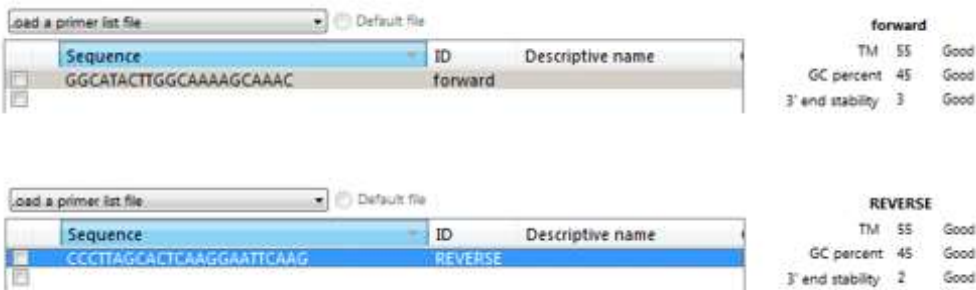 .oad a primer list file Default file
Sequence ID Descriptive name
GGCATACTTGGCAAAAGCAAAC forward
forward
TM 55 Good
GC percent 45 Good
3' end stability 3 Good
.oad a primer list file Default file
Sequence ID Descriptive name
CCCTTAGCACTCAAGGAATTCAAG REVERSE
REVERSE
TM 55 Good
GC percent 45 Good
3' end stability 2 Good